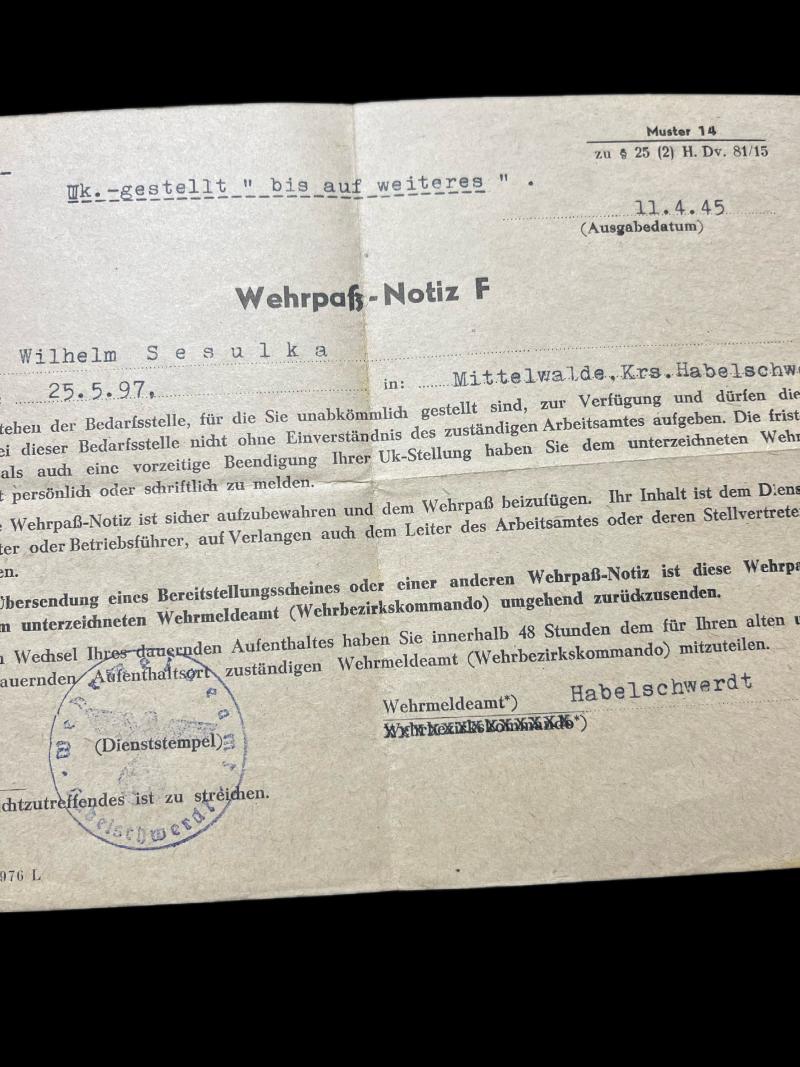 Muster 14
zu § 25 (2) H. Dv. 81/15
Uk.-gestellt " bis auf weiteres " .
11.4.45
(Ausgabedatum)
Wehrpaß-Notiz F
Wilhelm Sesulka
25.5.97, in: Mittelwalde, Krs.Habelschwe
tehen der Bedarfsstelle, für die Sie unabkömmlich gestellt sind, zur Verfügung und dürfen die
ei dieser Bedarfsstelle nicht ohne Einverständnis des zuständigen Arbeitsamtes aufgeben. Die frist
als auch eine vorzeitige Beendigung Ihrer Uk-Stellung haben Sie dem unterzeichneten Wehr
t persönlich oder schriftlich zu melden.
e Wehrpaß-Notiz ist sicher aufzubewahren und dem Wehrpaß beizufügen. Ihr Inhalt ist dem Diens
ter oder Betriebsführer, auf Verlangen auch dem Leiter des Arbeitsamtes oder deren Stellvertrete
en.
Übersendung eines Bereitstellungsscheines oder einer anderen Wehrpaß-Notiz ist diese Wehrpa
m unterzeichneten Wehrmeldeamt (Wehrbezirkskommando) umgehend zurückzusenden.
n Wechsel Ihres dauernden Aufenthaltes haben Sie innerhalb 48 Stunden dem für Ihren alten u
auernden Aufenthaltsort zuständigen Wehrmeldeamt (Wehrbezirkskommando) mitzuteilen.
Wehrmeldeamt*) Habelschwerdt
Wehrbezirkskommando*)
(Dienststempel)
Wehrmeldeamt
Habelschwerdt
chtzutreffendes ist zu streichen.
976 L